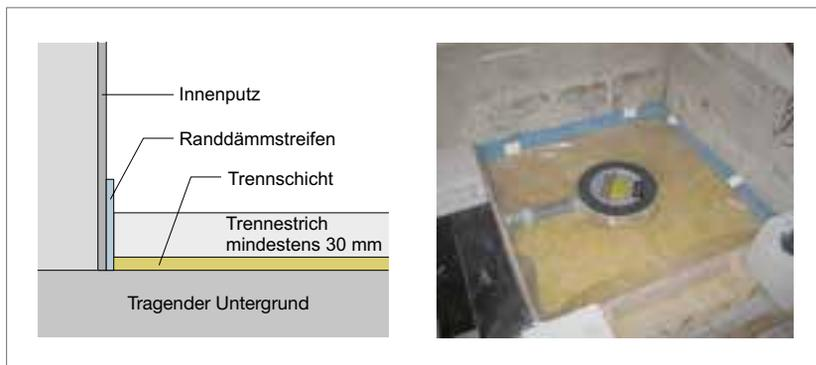 Innenputz
Randdämmstreifen
Trennschicht
Trennestrich
mindestens 30 mm
Tragender Untergrund